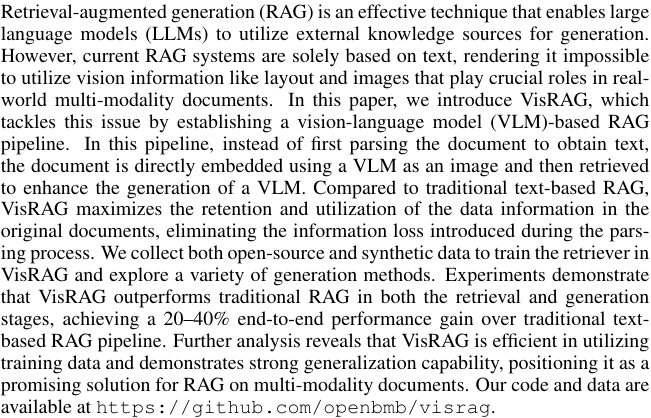 Retrieval-augmented generation (RAG) is an effective technique that enables large
language models (LLMs) to utilize external knowledge sources for generation.
However, current RAG systems are solely based on text, rendering it impossible
to utilize vision information like layout and images that play crucial roles in real-
world multi-modality documents. In this paper, we introduce VisRAG, which
tackles this issue by establishing a vision-language model (VLM)-based RAG
pipeline. In this pipeline, instead of first parsing the document to obtain text,
the document is directly embedded using a VLM as an image and then retrieved
to enhance the generation of a VLM. Compared to traditional text-based RAG,
VisRAG maximizes the retention and utilization of the data information in the
original documents, eliminating the information loss introduced during the pars-
ing process. We collect both open-source and synthetic data to train the retriever in
VisRAG and explore a variety of generation methods. Experiments demonstrate
that VisRAG outperforms traditional RAG in both the retrieval and generation
stages, achieving a 20–40% end-to-end performance gain over traditional text-
based RAG pipeline. Further analysis reveals that VisRAG is efficient in utilizing
training data and demonstrates strong generalization capability, positioning it as a
promising solution for RAG on multi-modality documents. Our code and data are
available at https://github.com/openbmb/visrag.